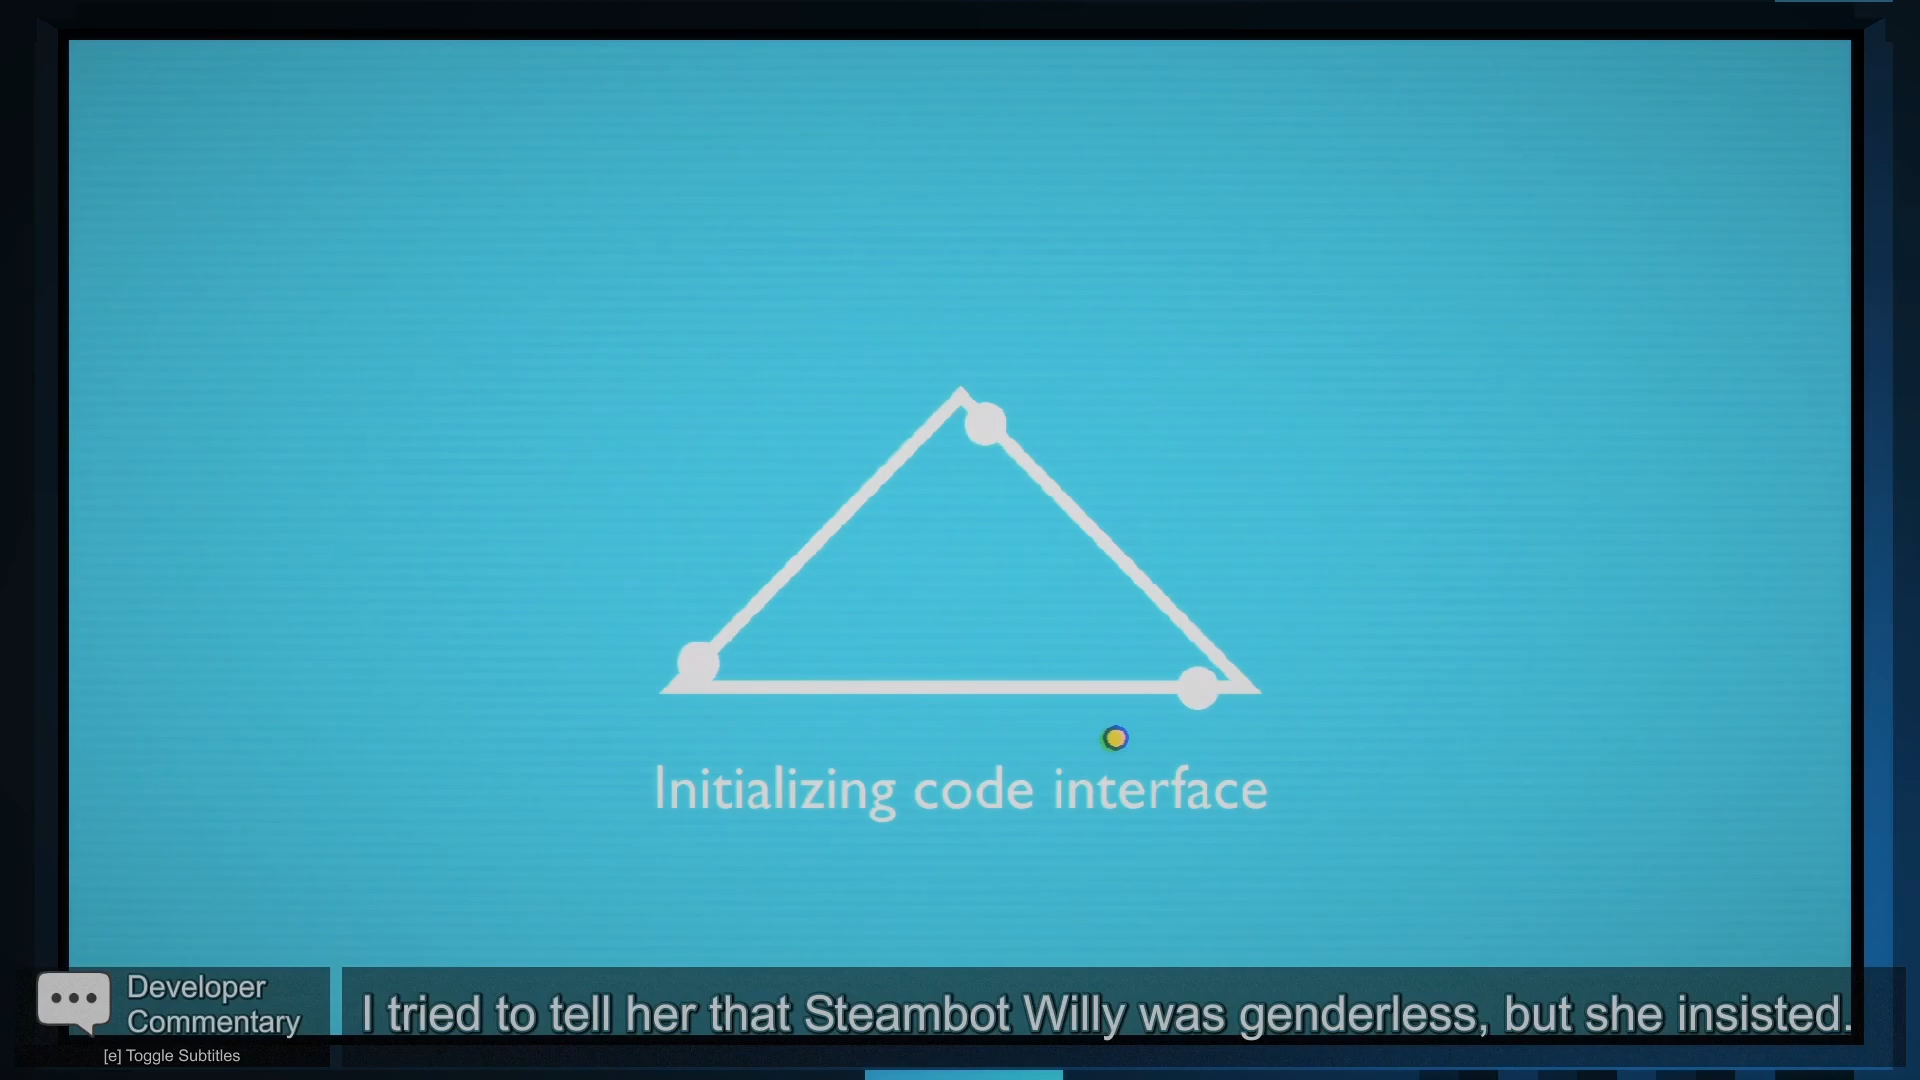 Initializing code interface
Developer
Commentary
[e] Toggle Subtitles
I tried to tell her that Steambot Willy was genderless, but she insisted.